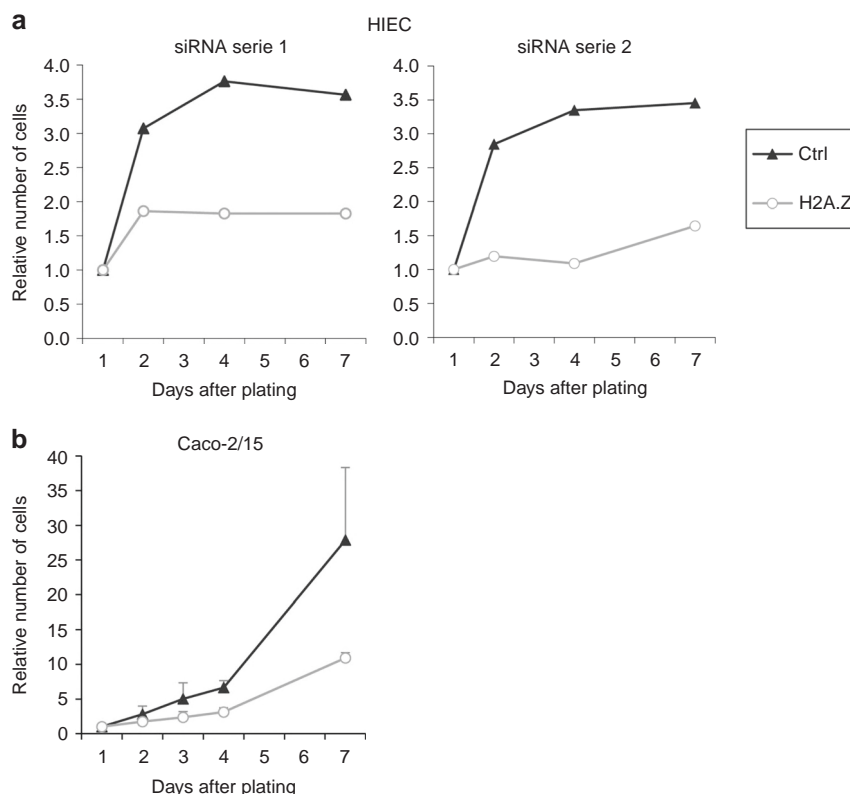 a
HIEC
siRNA serie 1
Relative number of cells
4.0
3.5
3.0
2.5
2.0
1.5
1.0
0.5
0.0
1 2 3 4 5 6 7
Days after plating
siRNA serie 2
4.0
3.5
3.0
2.5
2.0
1.5
1.0
0.5
0.0
1 2 3 4 5 6 7
Days after plating
Ctrl
H2A.Z
b
Caco-2/15
Relative number of cells
40
35
30
25
20
15
10
5
0
1 2 3 4 5 6 7
Days after plating